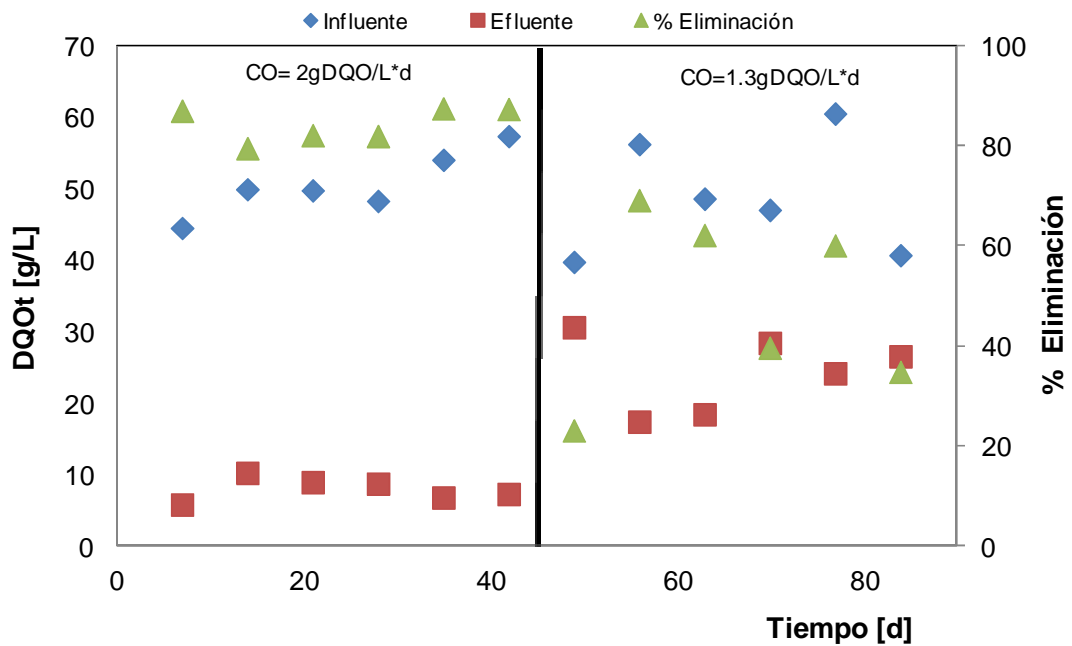 Influente Efluente % Eliminación
CO= 2gDQO/L*d
CO=1.3gDQO/L*d
DQOt [g/L]
70
60
50
40
30
20
10
0
100
80
60
40
20
0
% Eliminación
0 20 40 60 80
Tiempo [d]